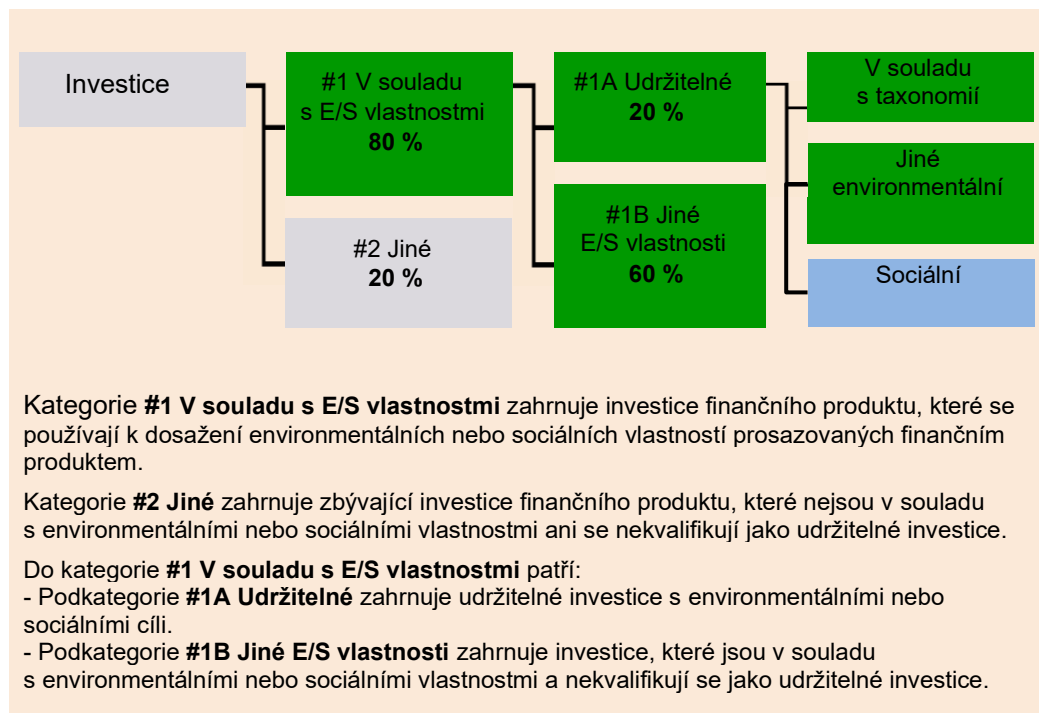 Investice
#1 V souladu
s E/S vlastnostmi
80 %
#2 Jiné
20 %
#1A Udržitelné
20 %
#1B Jiné
E/S vlastnosti
60 %
V souladu
s taxonomií
Jiné
environmentální
Sociální
Kategorie #1 V souladu s E/S vlastnostmi zahrnuje investice finančního produktu, které se
používají k dosažení environmentálních nebo sociálních vlastností prosazovaných finančním
produktem.
Kategorie #2 Jiné zahrnuje zbývající investice finančního produktu, které nejsou v souladu
s environmentálními nebo sociálními vlastnostmi ani se nekvalifikují jako udržitelné investice.
Do kategorie #1 V souladu s E/S vlastnostmi patří:
- Podkategorie #1A Udržitelné zahrnuje udržitelné investice s environmentálními nebo
sociálními cíli.
- Podkategorie #1B Jiné E/S vlastnosti zahrnuje investice, které jsou v souladu
s environmentálními nebo sociálními vlastnostmi a nekvalifikují se jako udržitelné investice.